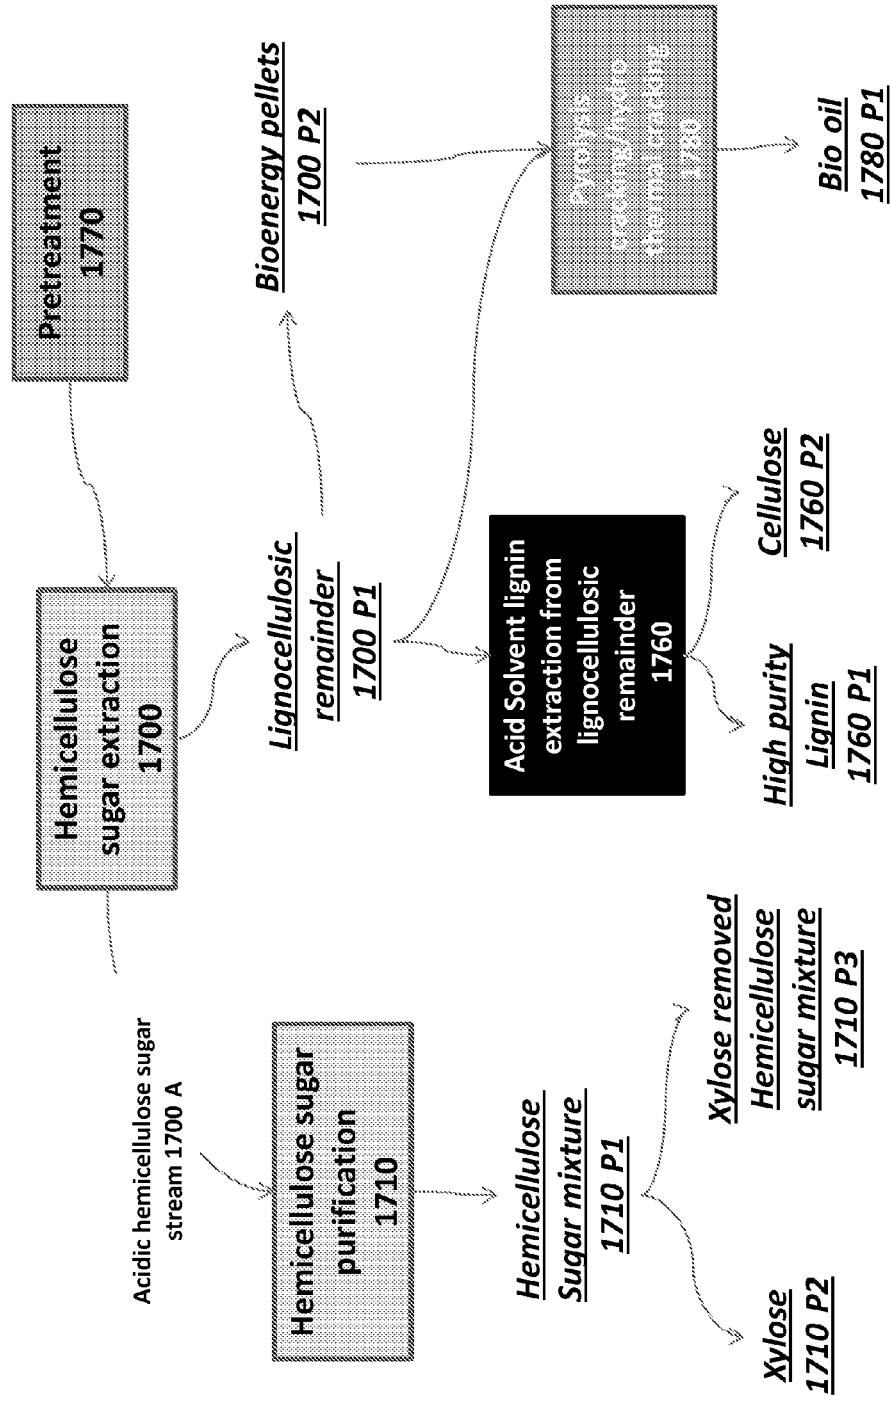 Pretreatment
1770
Hemicellulose
sugar extraction
1700
Acidic hemicellulose sugar
stream 1700 A
Lignocellulosic
remainder
1700 P1
Bioenergy pellets
1700 P2
Hemicellulose sugar
purification
1710
Hemicellulose
Sugar mixture
1710 P1
Acid Solvent lignin
extraction from
lignocellulosic
remainder
1760
Pyrolysis
cracking/hydro
thermal cracking
1780
Xylose
1710 P2
Xylose removed
Hemicellulose
sugar mixture
1710 P3
High purity
Lignin
1760 P1
Cellulose
1760 P2
Bio oil
1780 P1